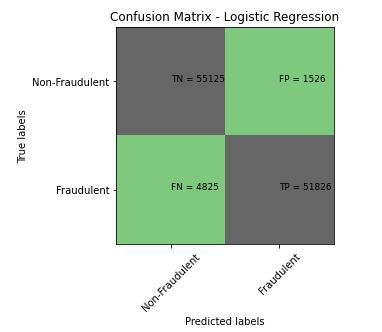 Confusion Matrix - Logistic Regression
Non-Fraudulent
TN = 55125
FP = 1526
True labels
Fraudulent
FN = 4825
TP = 51826
Non-Fraudulent
Fraudulent
Predicted labels